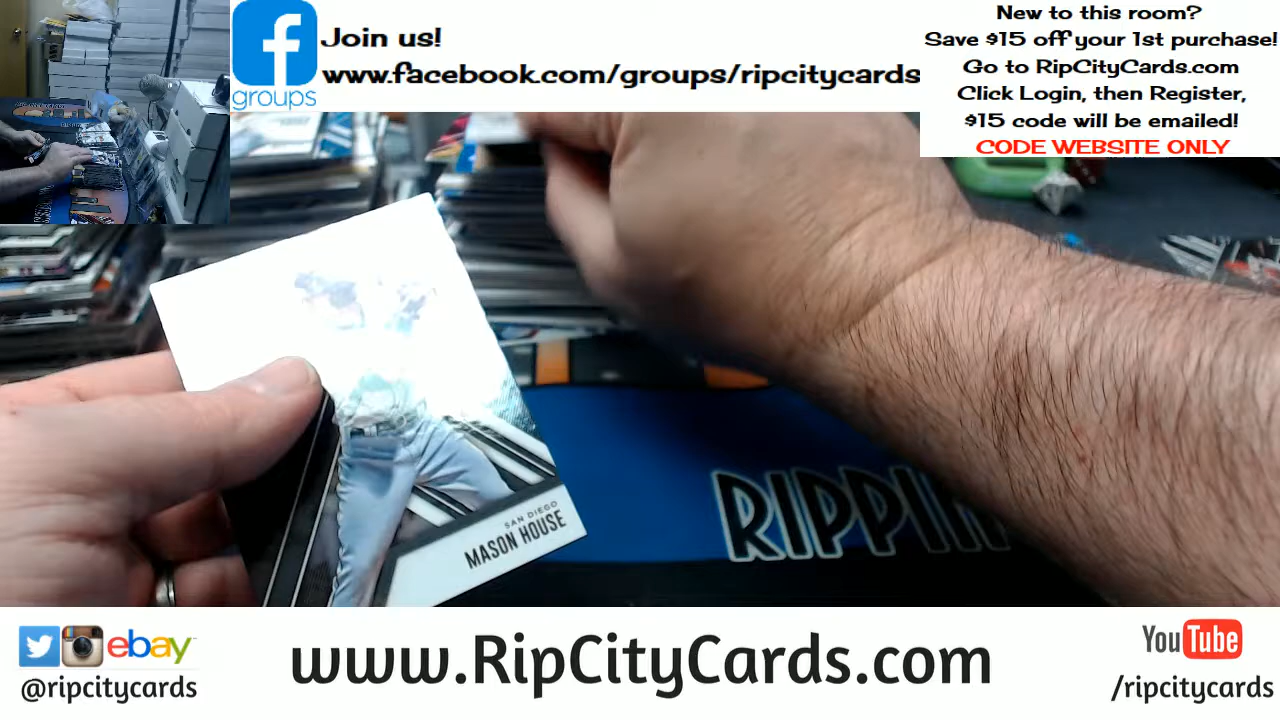 f
groups
Join us!
www.facebook.com/groups/ripcitycards
New to this room?
Save $15 off your 1st purchase!
Go to RipCityCards.com
Click Login, then Register,
$15 code will be emailed!
CODE WEBSITE ONLY
SAN DIEGO
MASON HOUSE
RIPPIN
ebay
@ripcitycards
www.RipCityCards.com
YouTube
/ripcitycards